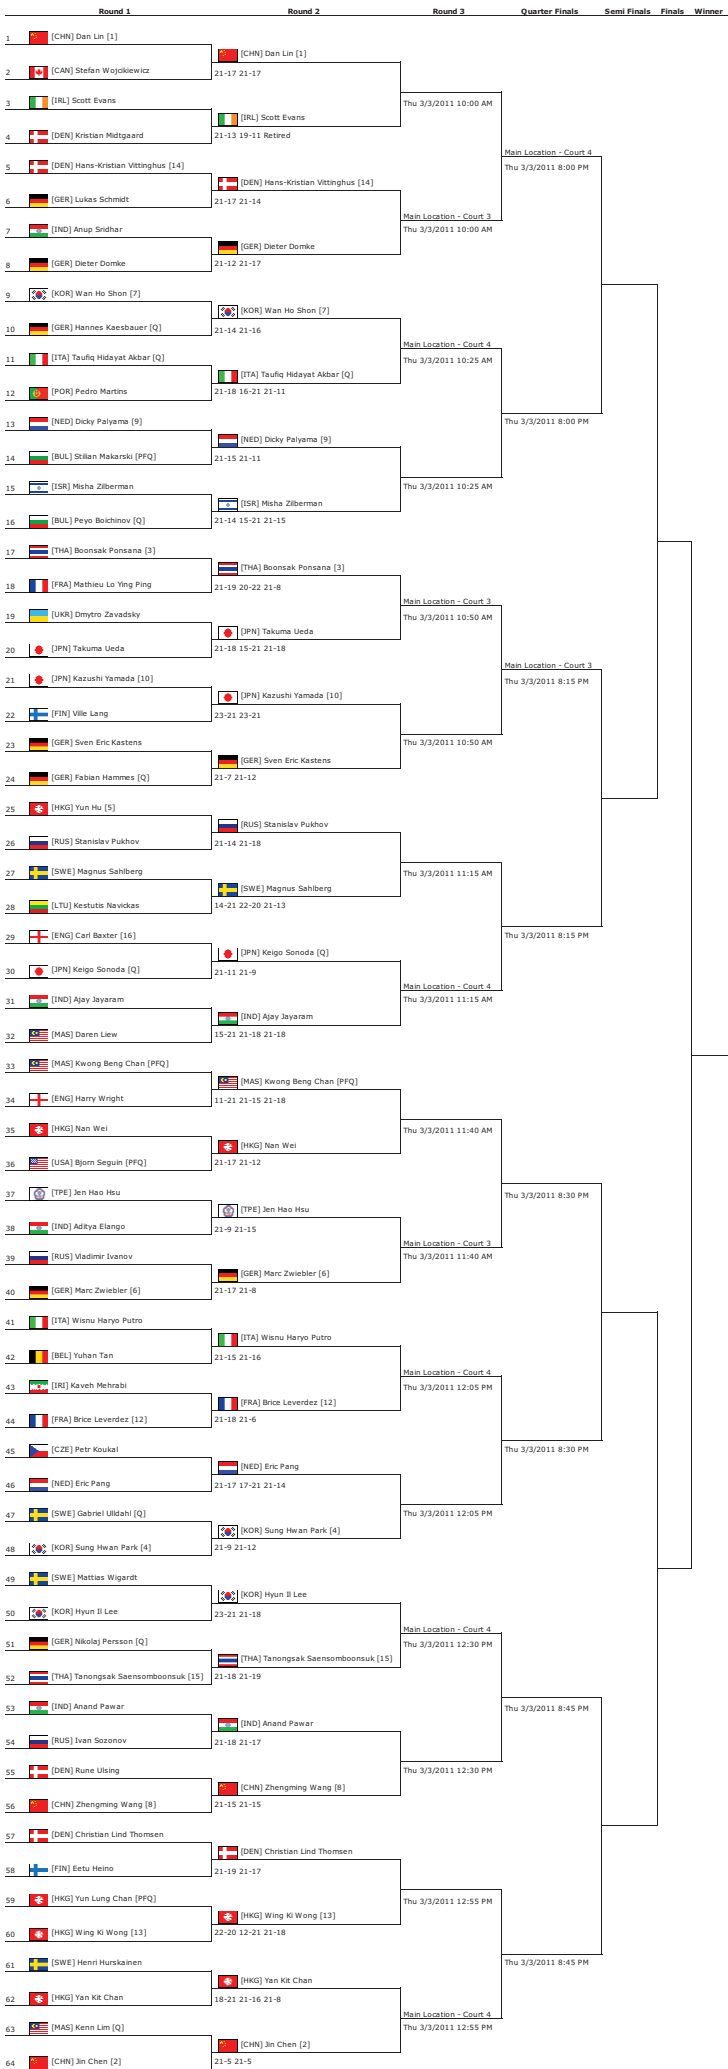 Round 1 Round 2 Round 3 Quarter Finals Semi Finals Finals Winner
1 [CHN] Dan Lin [1]
[CHN] Dan Lin [1]
2 [CAN] Stefan Wojcikiewicz
21-17 21-17
3 [IRL] Scott Evans
Thu 3/3/2011 10:00 AM
[IRL] Scott Evans
4 [DEN] Kristian Midtgaard
21-13 19-11 Retired
Main Location - Court 4
5 [DEN] Hans-Kristian Vittinghus [14]
Thu 3/3/2011 8:00 PM
[DEN] Hans-Kristian Vittinghus [14]
6 [GER] Lukas Schmidt
21-17 21-14
Main Location - Court 3
7 [IND] Anup Sridhar
Thu 3/3/2011 10:00 AM
[GER] Dieter Domke
8 [GER] Dieter Domke
21-12 21-17
9 [KOR] Wan Ho Shon [7]
[KOR] Wan Ho Shon [7]
10 [GER] Hannes Kaesbauer [Q]
21-14 21-16
Main Location - Court 4
11 [ITA] Taufiq Hidayat Akbar [Q]
Thu 3/3/2011 10:25 AM
[ITA] Taufiq Hidayat Akbar [Q]
12 [POR] Pedro Martins
21-18 16-21 21-11
13 [NED] Dicky Palyama [9]
Thu 3/3/2011 8:00 PM
[NED] Dicky Palyama [9]
14 [BUL] Stilian Makarski [PFQ]
21-15 21-11
15 [ISR] Misha Zilberman
Thu 3/3/2011 10:25 AM
[ISR] Misha Zilberman
16 [BUL] Peyo Boichinov [Q]
21-14 15-21 21-15
17 [THA] Boonsak Ponsana [3]
[THA] Boonsak Ponsana [3]
18 [FRA] Mathieu Lo Ying Ping
21-19 20-22 21-8
Main Location - Court 3
19 [UKR] Dmytro Zavadsky
Thu 3/3/2011 10:50 AM
[JPN] Takuma Ueda
20 [JPN] Takuma Ueda
21-18 15-21 21-18
Main Location - Court 3
21 [JPN] Kazushi Yamada [10]
Thu 3/3/2011 8:15 PM
[JPN] Kazushi Yamada [10]
22 [FIN] Ville Lang
23-21 23-21
23 [GER] Sven Eric Kastens
Thu 3/3/2011 10:50 AM
[GER] Sven Eric Kastens
24 [GER] Fabian Hammes [Q]
21-7 21-12
25 [HKG] Yun Hu [5]
[RUS] Stanislav Pukhov
26 [RUS] Stanislav Pukhov
21-14 21-18
27 [SWE] Magnus Sahlberg
Thu 3/3/2011 11:15 AM
[SWE] Magnus Sahlberg
28 [LTU] Kestutis Navickas
14-21 22-20 21-13
29 [ENG] Carl Baxter [16]
Thu 3/3/2011 8:15 PM
[JPN] Keigo Sonoda [Q]
30 [JPN] Keigo Sonoda [Q]
21-11 21-9
Main Location - Court 4
31 [IND] Ajay Jayaram
Thu 3/3/2011 11:15 AM
[IND] Ajay Jayaram
32 [MAS] Daren Liew
15-21 21-18 21-18
33 [MAS] Kwong Beng Chan [PFQ]
[MAS] Kwong Beng Chan [PFQ]
34 [ENG] Harry Wright
11-21 21-15 21-18
35 [HKG] Nan Wei
Thu 3/3/2011 11:40 AM
[HKG] Nan Wei
36 [USA] Bjorn Seguin [PFQ]
21-17 21-12
37 [TPE] Jen Hao Hsu
Thu 3/3/2011 8:30 PM
[TPE] Jen Hao Hsu
38 [IND] Aditya Elango
21-9 21-15
Main Location - Court 3
39 [RUS] Vladimir Ivanov
Thu 3/3/2011 11:40 AM
[GER] Marc Zwiebler [6]
40 [GER] Marc Zwiebler [6]
21-17 21-8
41 [ITA] Wisnu Haryo Putro
[ITA] Wisnu Haryo Putro
42 [BEL] Yuhan Tan
21-15 21-16
Main Location - Court 4
43 [IRI] Kaveh Mehrabi
Thu 3/3/2011 12:05 PM
[FRA] Brice Leverdez [12]
44 [FRA] Brice Leverdez [12]
21-18 21-6
45 [CZE] Petr Koukal
Thu 3/3/2011 8:30 PM
[NED] Eric Pang
46 [NED] Eric Pang
21-17 17-21 21-14
47 [SWE] Gabriel Ulldahl [Q]
Thu 3/3/2011 12:05 PM
[KOR] Sung Hwan Park [4]
48 [KOR] Sung Hwan Park [4]
21-9 21-12
49 [SWE] Mattias Wigardt
[KOR] Hyun Il Lee
50 [KOR] Hyun Il Lee
23-21 21-18
Main Location - Court 4
51 [GER] Nikolaj Persson [Q]
Thu 3/3/2011 12:30 PM
[THA] Tanongsak Saensomboonsuk [15]
52 [THA] Tanongsak Saensomboonsuk [15]
21-18 21-19
53 [IND] Anand Pawar
Thu 3/3/2011 8:45 PM
[IND] Anand Pawar
54 [RUS] Ivan Sozonov
21-18 21-17
55 [DEN] Rune Ulsing
Thu 3/3/2011 12:30 PM
[CHN] Zhengming Wang [8]
56 [CHN] Zhengming Wang [8]
21-15 21-15
57 [DEN] Christian Lind Thomsen
[DEN] Christian Lind Thomsen
58 [FIN] Eetu Heino
21-19 21-17
59 [HKG] Yun Lung Chan [PFQ]
Thu 3/3/2011 12:55 PM
[HKG] Wing Ki Wong [13]
60 [HKG] Wing Ki Wong [13]
22-20 12-21 21-18
61 [SWE] Henri Hurskainen
Thu 3/3/2011 8:45 PM
[HKG] Yan Kit Chan
62 [HKG] Yan Kit Chan
18-21 21-16 21-8
Main Location - Court 4
63 [MAS] Kenn Lim [Q]
Thu 3/3/2011 12:55 PM
[CHN] Jin Chen [2]
64 [CHN] Jin Chen [2]
21-5 21-5